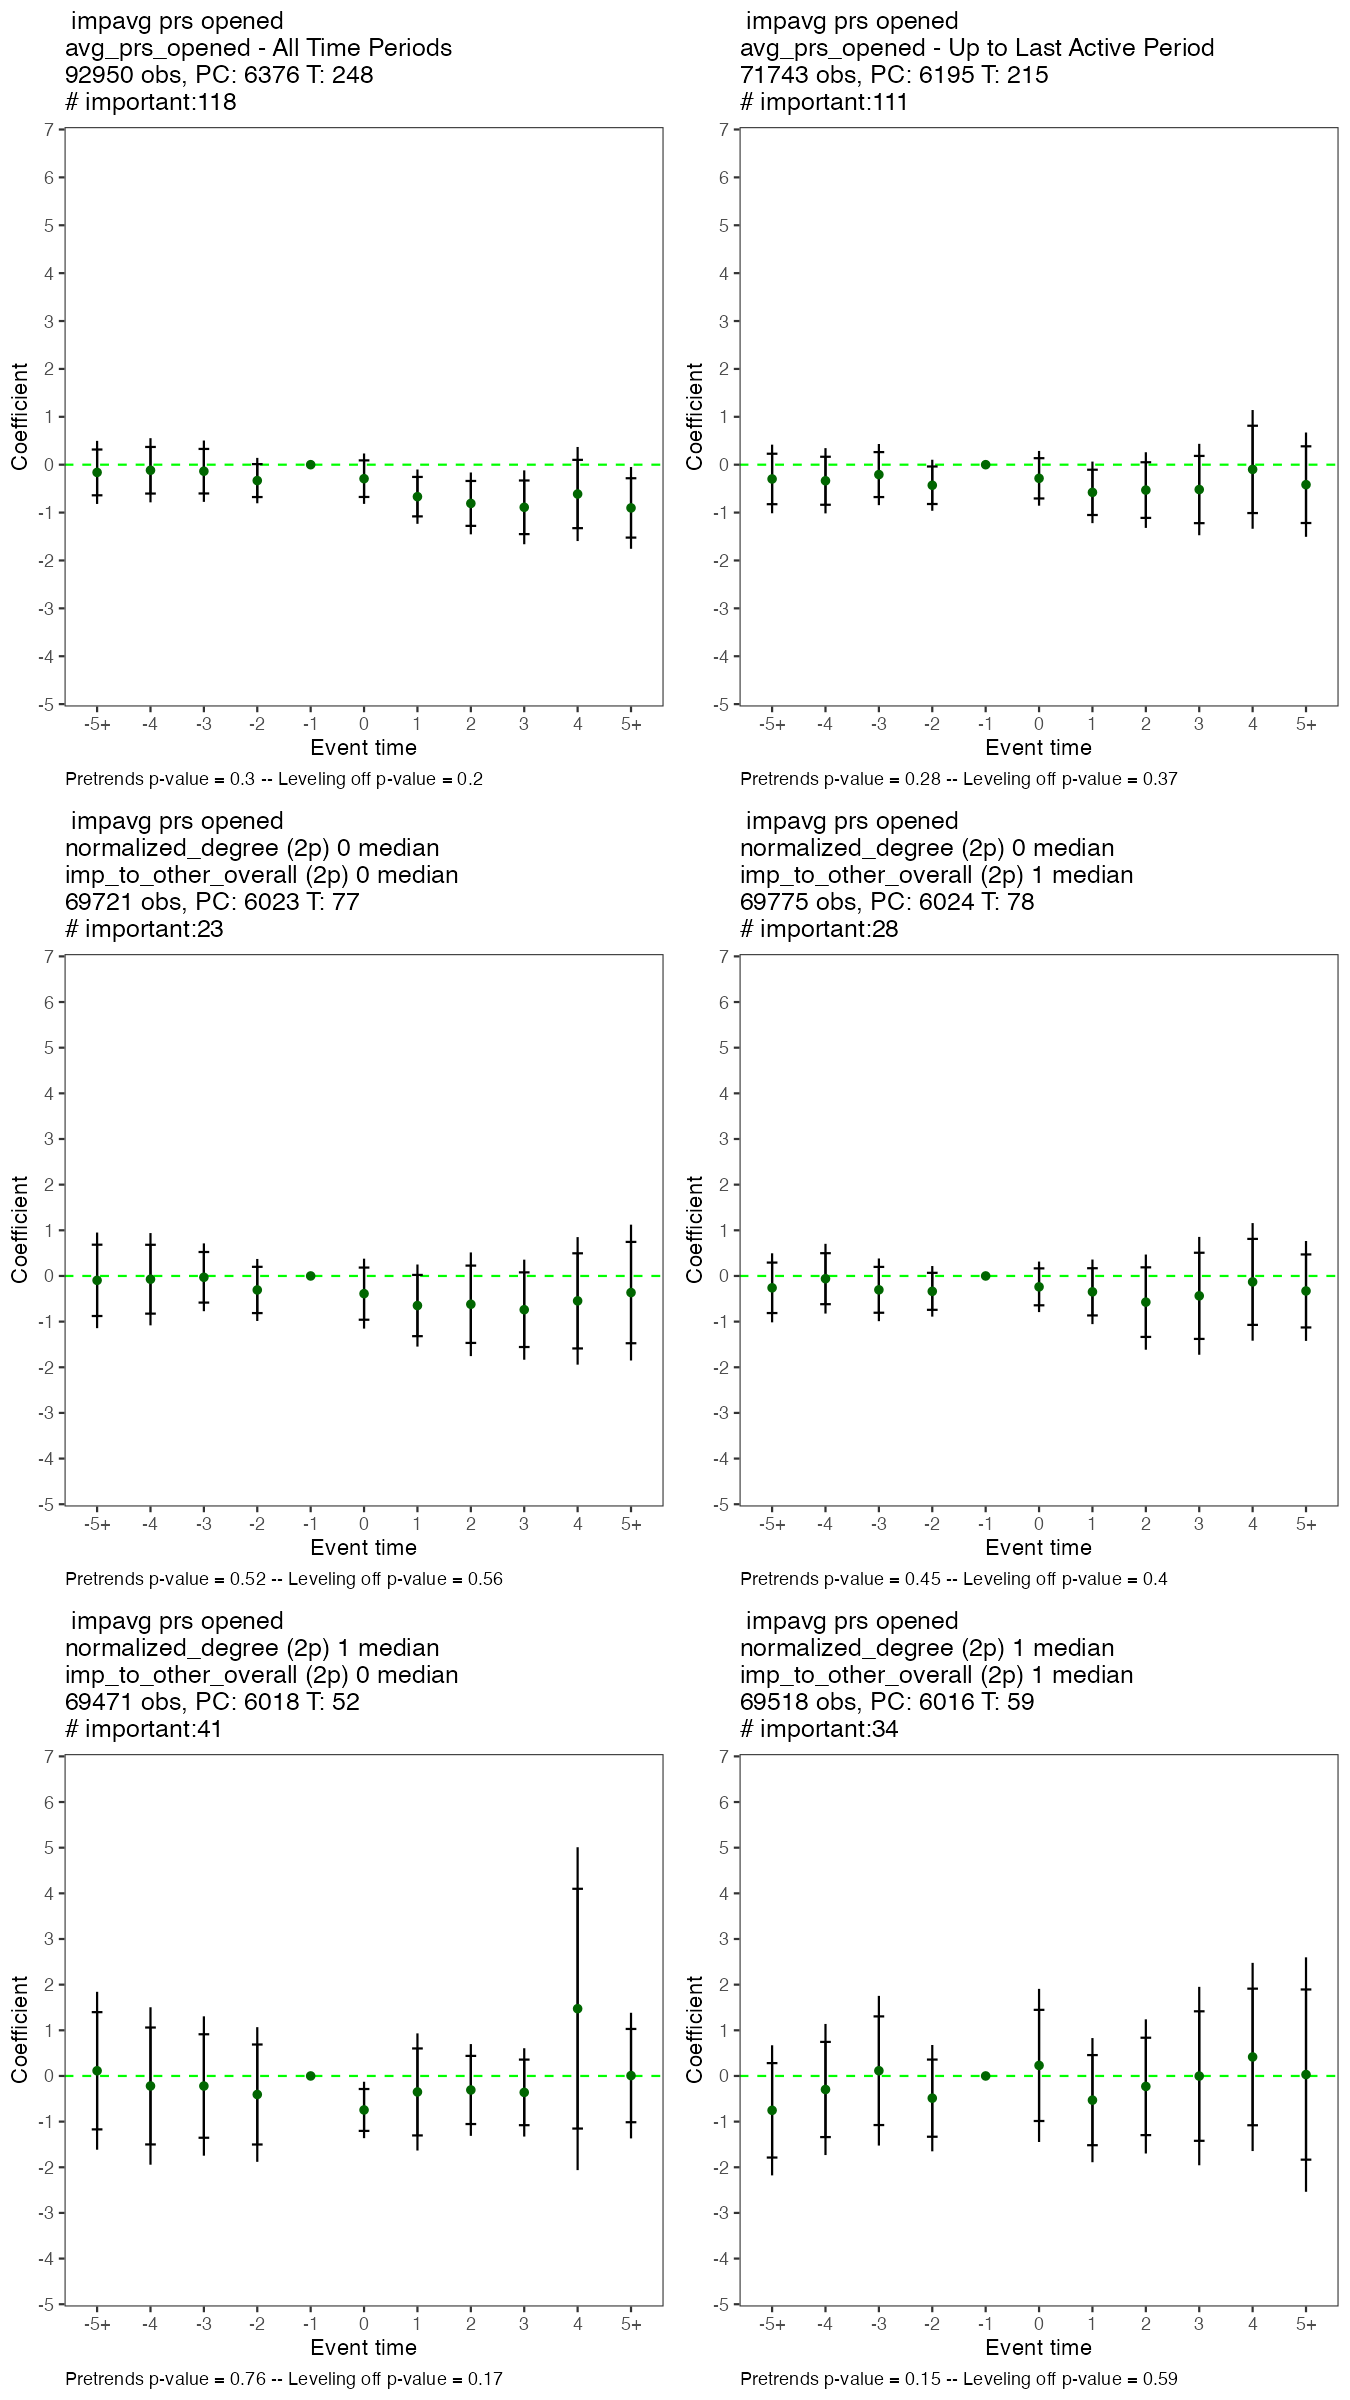 impavg prs opened
avg_prs_opened - All Time Periods
92950 obs, PC: 6376 T: 248
# important:118
7
6
5
4
3
2
1
0
-1
-2
-3
-4
-5
Coefficient
-5+ -4 -3 -2 -1 0 1 2 3 4 5+
Event time
Pretrends p-value = 0.3 -- Leveling off p-value = 0.2
impavg prs opened
avg_prs_opened - Up to Last Active Period
71743 obs, PC: 6195 T: 215
# important:111
7
6
5
4
3
2
1
0
-1
-2
-3
-4
-5
Coefficient
-5+ -4 -3 -2 -1 0 1 2 3 4 5+
Event time
Pretrends p-value = 0.28 -- Leveling off p-value = 0.37
impavg prs opened
normalized_degree (2p) 0 median
imp_to_other_overall (2p) 0 median
69721 obs, PC: 6023 T: 77
# important:23
7
6
5
4
3
2
1
0
-1
-2
-3
-4
-5
Coefficient
-5+ -4 -3 -2 -1 0 1 2 3 4 5+
Event time
Pretrends p-value = 0.52 -- Leveling off p-value = 0.56
impavg prs opened
normalized_degree (2p) 0 median
imp_to_other_overall (2p) 1 median
69775 obs, PC: 6024 T: 78
# important:28
7
6
5
4
3
2
1
0
-1
-2
-3
-4
-5
Coefficient
-5+ -4 -3 -2 -1 0 1 2 3 4 5+
Event time
Pretrends p-value = 0.45 -- Leveling off p-value = 0.4
impavg prs opened
normalized_degree (2p) 1 median
imp_to_other_overall (2p) 0 median
69471 obs, PC: 6018 T: 52
# important:41
7
6
5
4
3
2
1
0
-1
-2
-3
-4
-5
Coefficient
-5+ -4 -3 -2 -1 0 1 2 3 4 5+
Event time
Pretrends p-value = 0.76 -- Leveling off p-value = 0.17
impavg prs opened
normalized_degree (2p) 1 median
imp_to_other_overall (2p) 1 median
69518 obs, PC: 6016 T: 59
# important:34
7
6
5
4
3
2
1
0
-1
-2
-3
-4
-5
Coefficient
-5+ -4 -3 -2 -1 0 1 2 3 4 5+
Event time
Pretrends p-value = 0.15 -- Leveling off p-value = 0.59